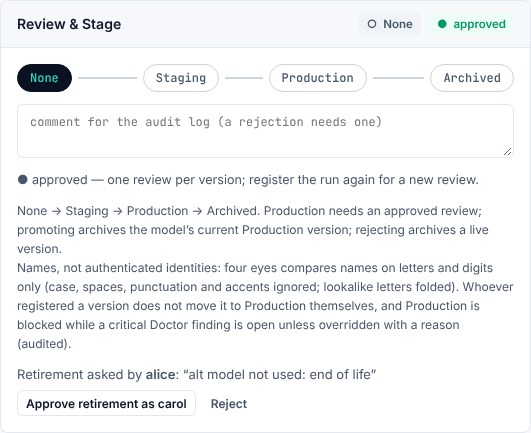 Review & Stage
None
approved
None
Staging
Production
Archived
comment for the audit log (a rejection needs one)
approved — one review per version; register the run again for a new review.
None → Staging → Production → Archived. Production needs an approved review;
promoting archives the model's current Production version; rejecting archives a live
version.
Names, not authenticated identities: four eyes compares names on letters and digits
only (case, spaces, punctuation and accents ignored; lookalike letters folded). Whoever
registered a version does not move it to Production themselves, and Production is
blocked while a critical Doctor finding is open unless overridden with a reason
(audited).
Retirement asked by alice: “alt model not used: end of life”
Approve retirement as carol
Reject